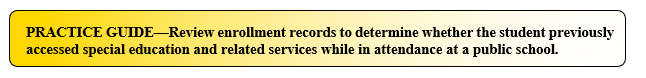 PRACTICE GUIDE—Review enrollment records to determine whether the student previously
accessed special education and related services while in attendance at a public school.